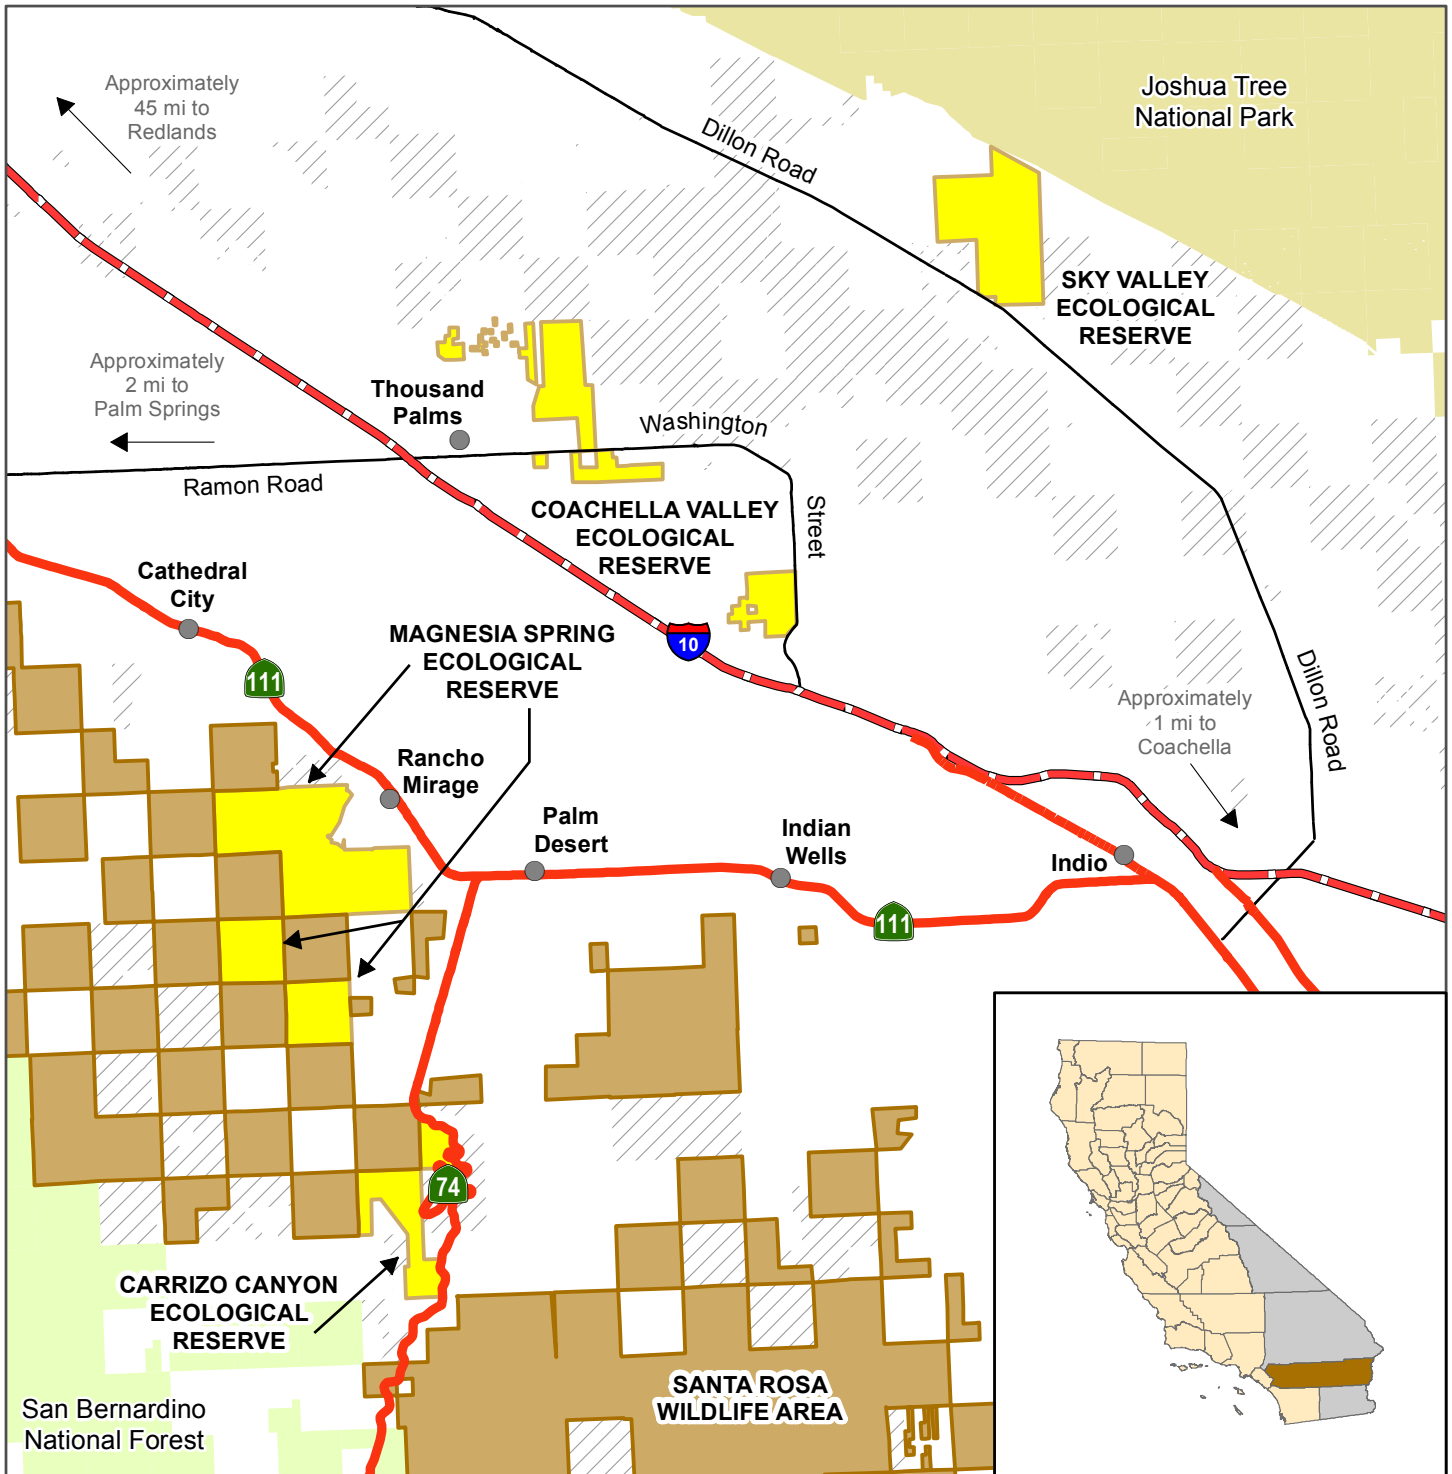 Approximately
45 mi to
Redlands
Joshua Tree
National Park
Dillon Road
SKY VALLEY
ECOLOGICAL
RESERVE
Approximately
2 mi to
Palm Springs
Thousand
Palms
Washington
Street
Ramon Road
COACHELLA VALLEY
ECOLOGICAL
RESERVE
Cathedral
City
MAGNESIA SPRING
ECOLOGICAL
RESERVE
10
111
Dillon Road
Approximately
1 mi to
Coachella
Rancho
Mirage
Palm
Desert
Indian
Wells
Indio
111
74
CARRIZO CANYON
ECOLOGICAL
RESERVE
SANTA ROSA
WILDLIFE AREA
San Bernardino
National Forest